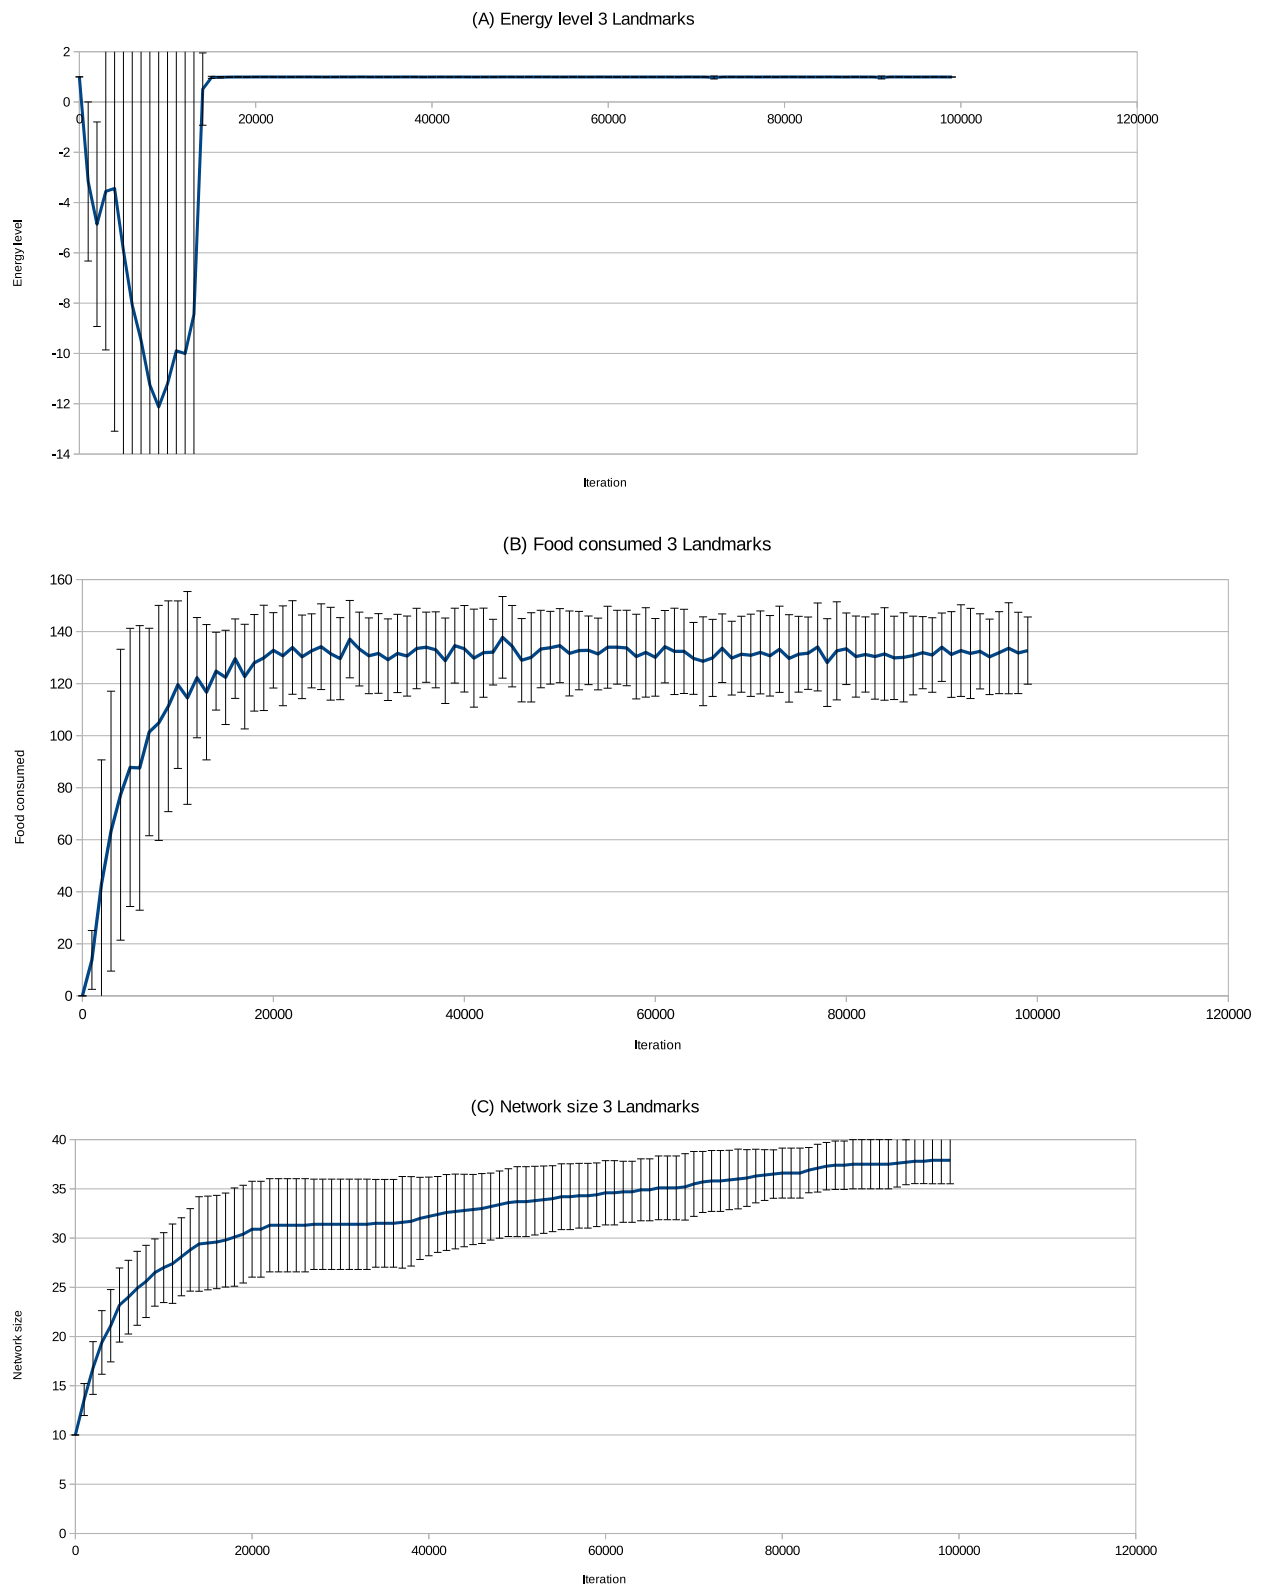 (A) Energy level 3 Landmarks
2
0
-2
-4
-6
-8
-10
-12
-14
0 20000 40000 60000 80000 100000 120000
Energy level
Iteration
(B) Food consumed 3 Landmarks
160
140
120
100
80
60
40
20
0
0 20000 40000 60000 80000 100000 120000
Food consumed
Iteration
(C) Network size 3 Landmarks
40
35
30
25
20
15
10
5
0
0 20000 40000 60000 80000 100000 120000
Network size
Iteration